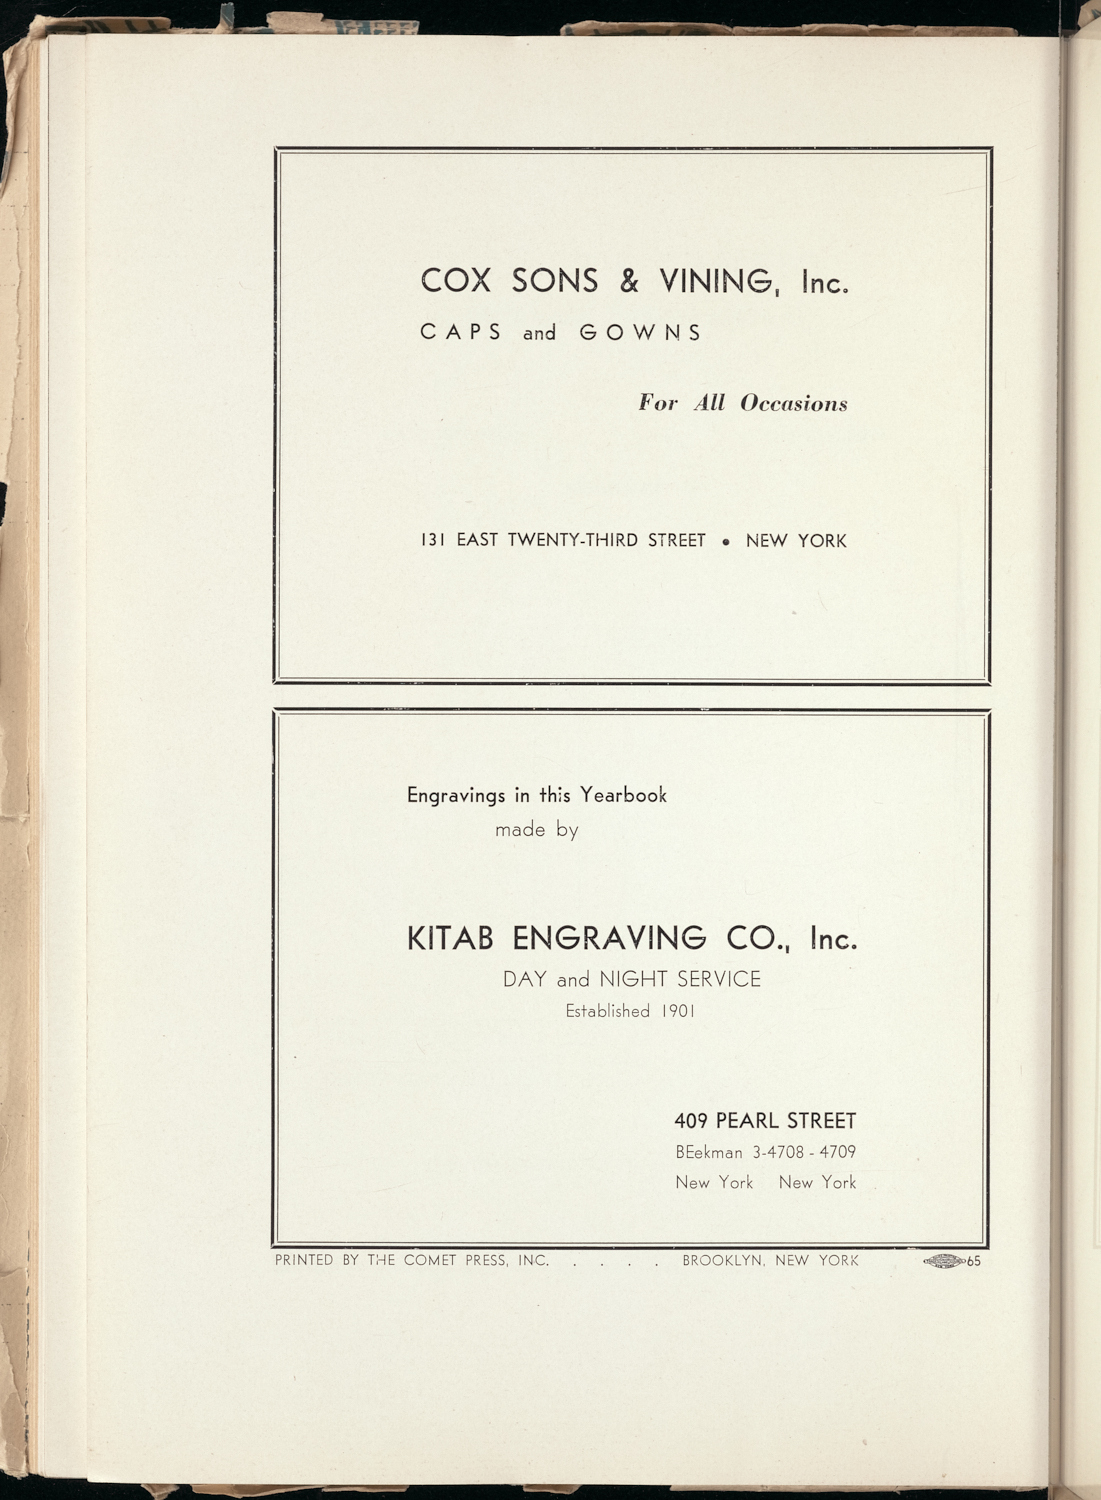 COX SONS & VINING, Inc.
CAPS and GOWNS
For All Occasions
131 EAST TWENTY-THIRD STREET • NEW YORK
Engravings in this Yearbook
made by
KITAB ENGRAVING CO., Inc.
DAY and NIGHT SERVICE
Established 1901
409 PEARL STREET
BEekman 3-4708 - 4709
New York New York
PRINTED BY THE COMET PRESS, INC. . . . . BROOKLYN, NEW YORK 65